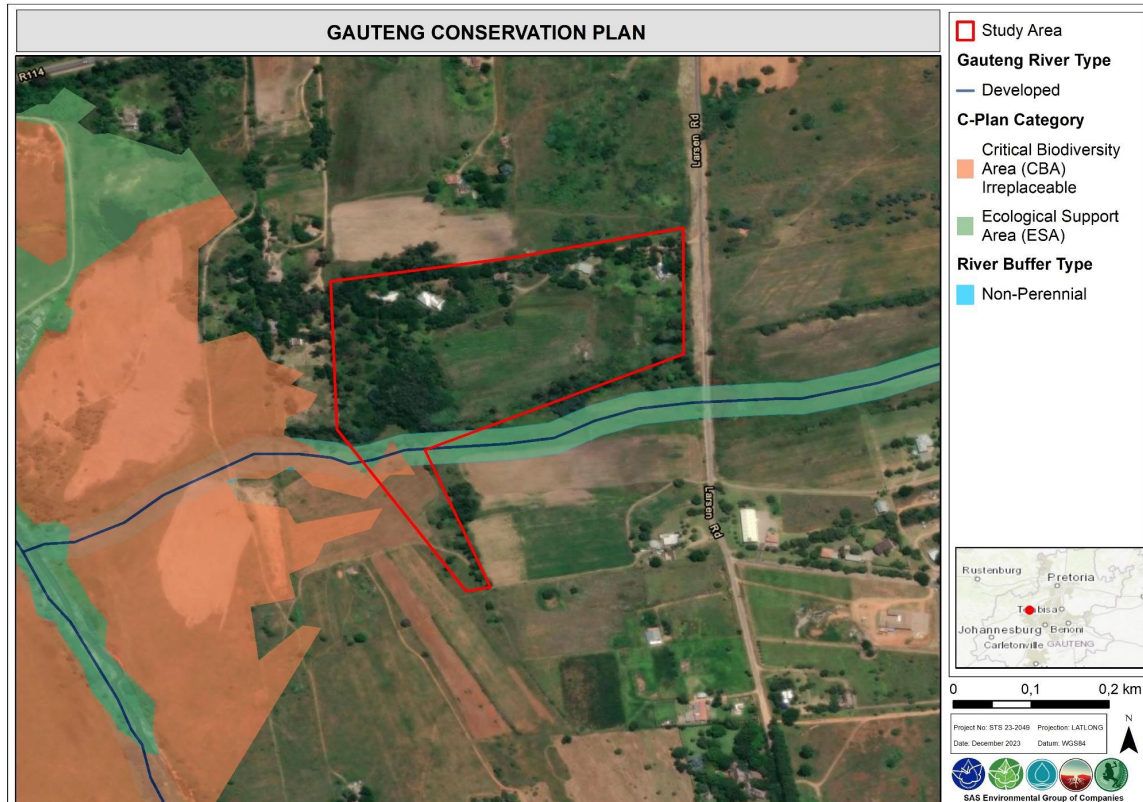 GAUTENG CONSERVATION PLAN
R114
Larsen Rd
Larsen Rd
Study Area
Gauteng River Type
Developed
C-Plan Category
Critical Biodiversity
Area (CBA)
Irreplaceable
Ecological Support
Area (ESA)
River Buffer Type
Non-Perennial
Rustenburg
Pretoria
Johannesburg
Benoni
Carletonville
GAUTENG
0 0,1 0,2 km
Project No: STS 23-2049 Projection: LATLONG
Date: December 2023 Datum: WGS84
N
SAS Environmental Group of Companies